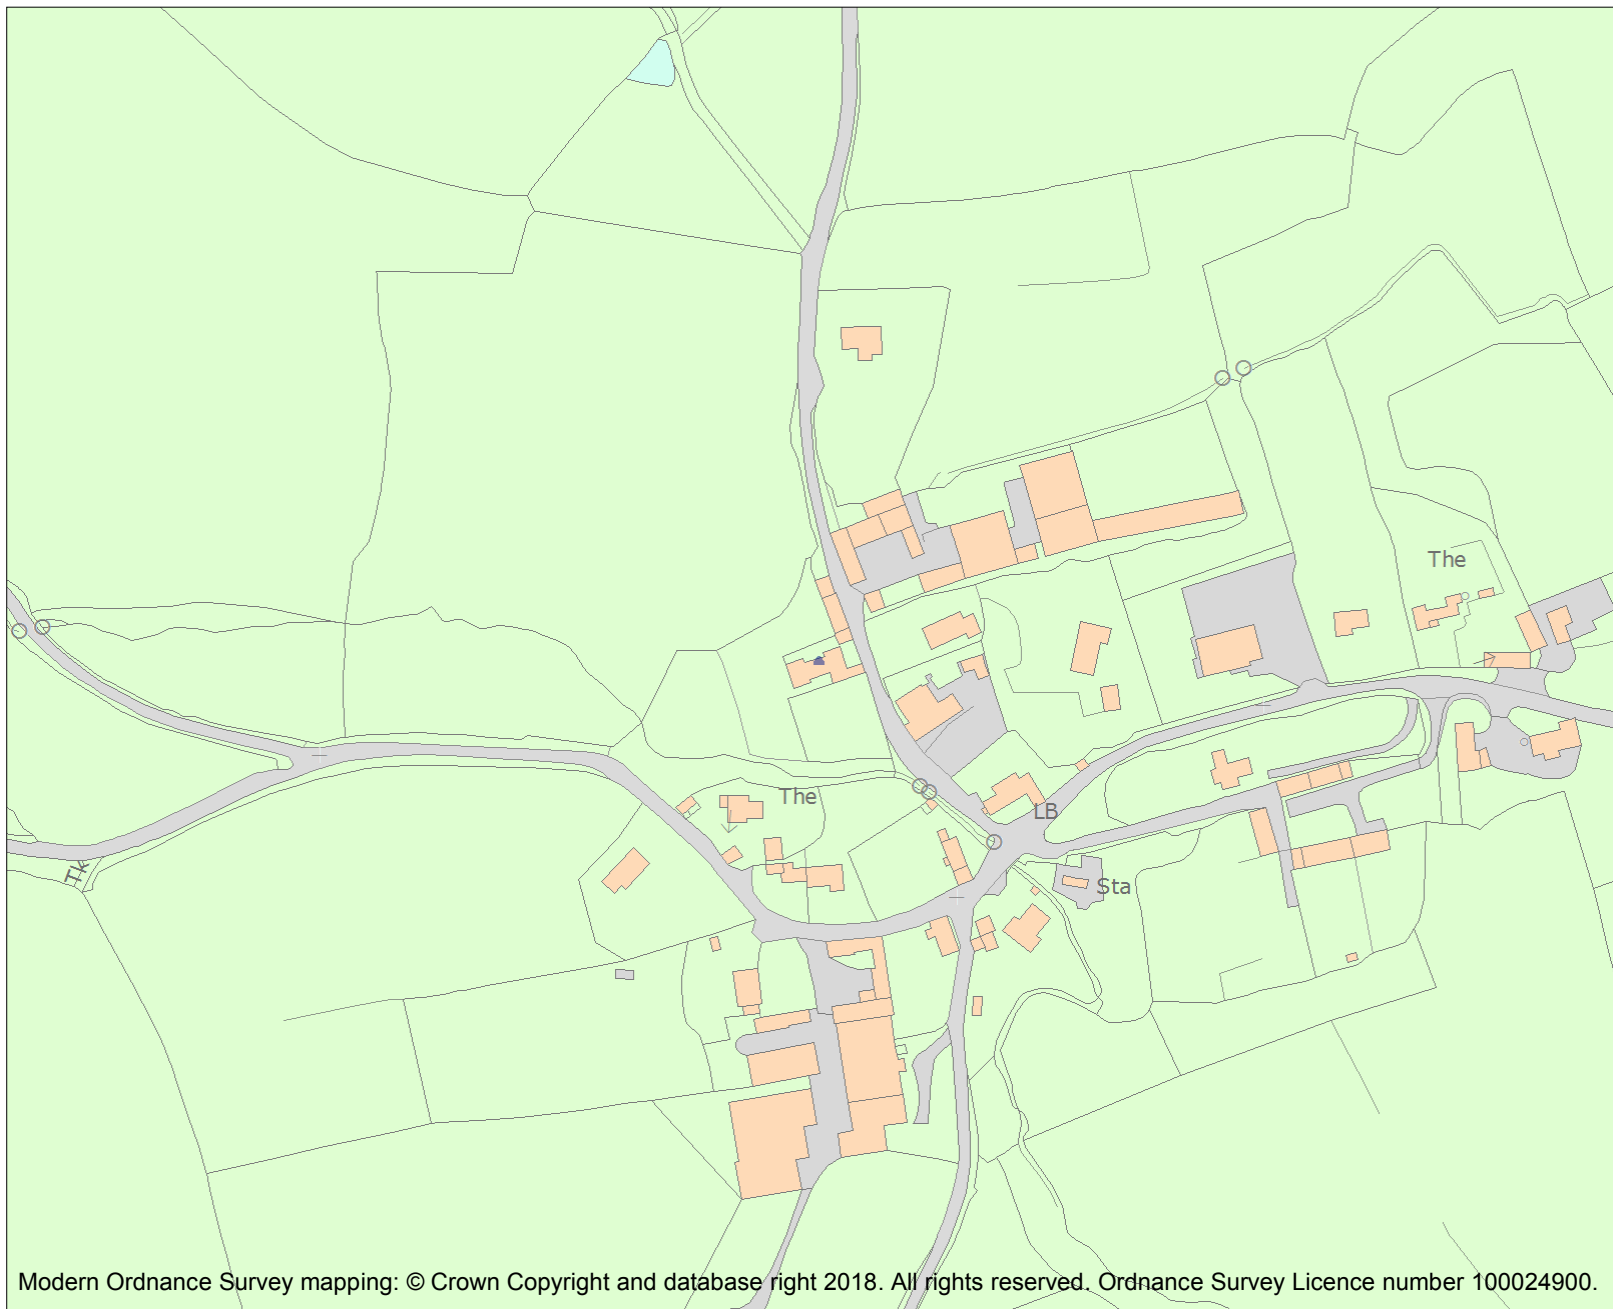 The
The
LB
Tk
Sta
Modern Ordnance Survey mapping: © Crown Copyright and database right 2018. All rights reserved. Ordnance Survey Licence number 100024900.